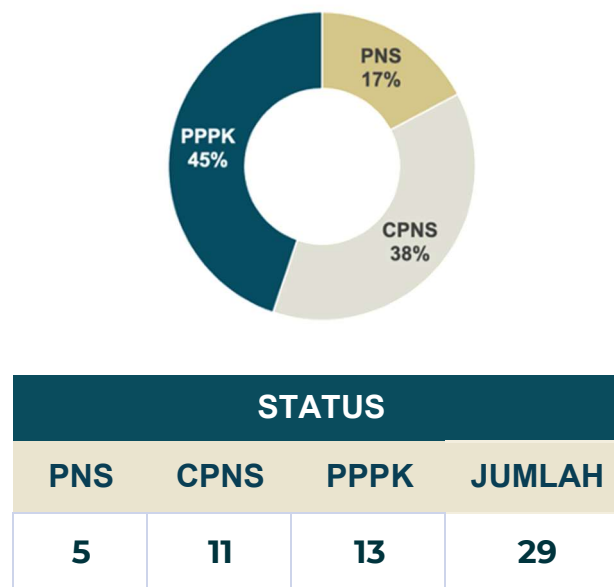 PNS
17%
PPPK
45%
CPNS
38%
STATUS
PNS CPNS PPPK JUMLAH
5 11 13 29